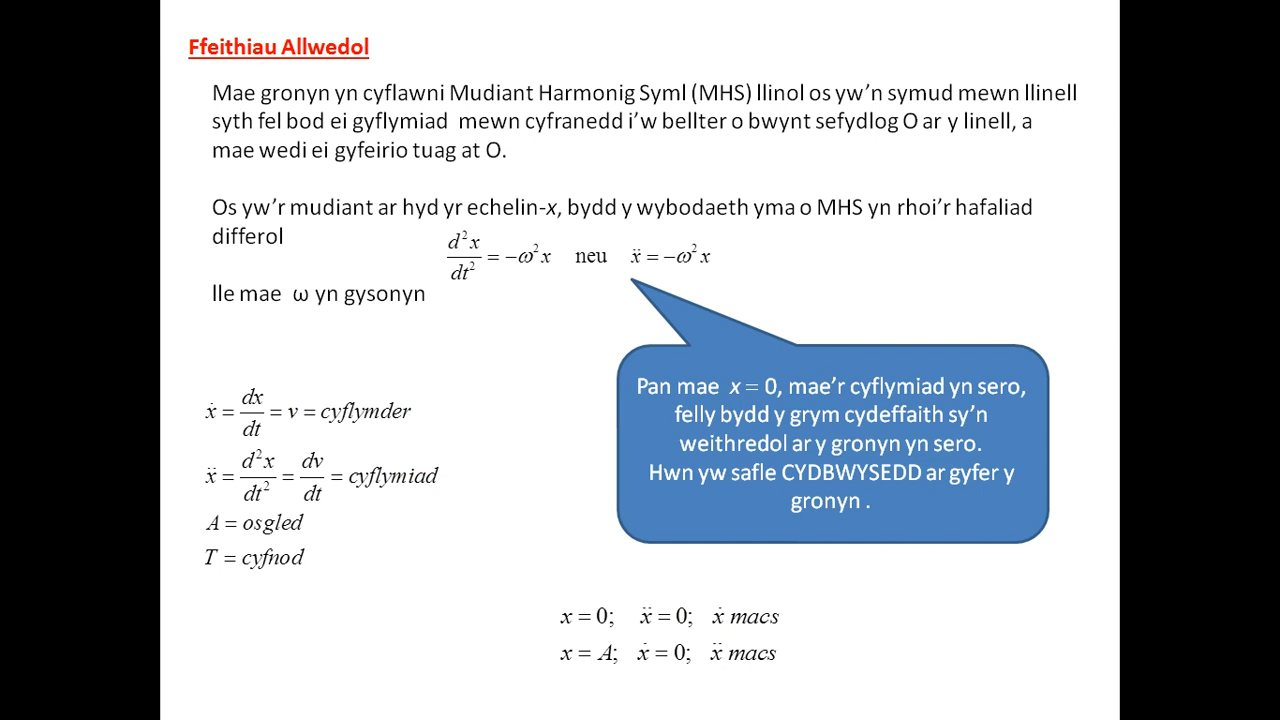 Ffeithiau Allwedol
Mae gronyn yn cyflawni Mudiant Harmonig Syml (MHS) llinol os yw'n symud mewn llinell
syth fel bod ei gyflymiad mewn cyfranedd i'w bellter o bwynt sefydlog O ar y linell, a
mae wedi ei gyfeirio tuag at O.
Os yw'r mudiant ar hyd yr echelin-x, bydd y wybodaeth yma o MHS yn rhoi'r hafaliad
differol
d²x/dt² = −ω²x neu ẍ = −ω²x
lle mae ω yn gysonyn
Pan mae x = 0, mae'r cyflymiad yn sero,
felly bydd y grym cydeffaith sy'n
weithredol ar y gronyn yn sero.
Hwn yw safle CYDBWYSEDD ar gyfer y
gronyn .
ẋ = dx/dt = v = cyflymder
ẍ = d²x/dt² = dv/dt = cyflymiad
A = osgled
T = cyfnod
x = 0; ẍ = 0; ẋ macs
x = A; ẋ = 0; ẍ macs